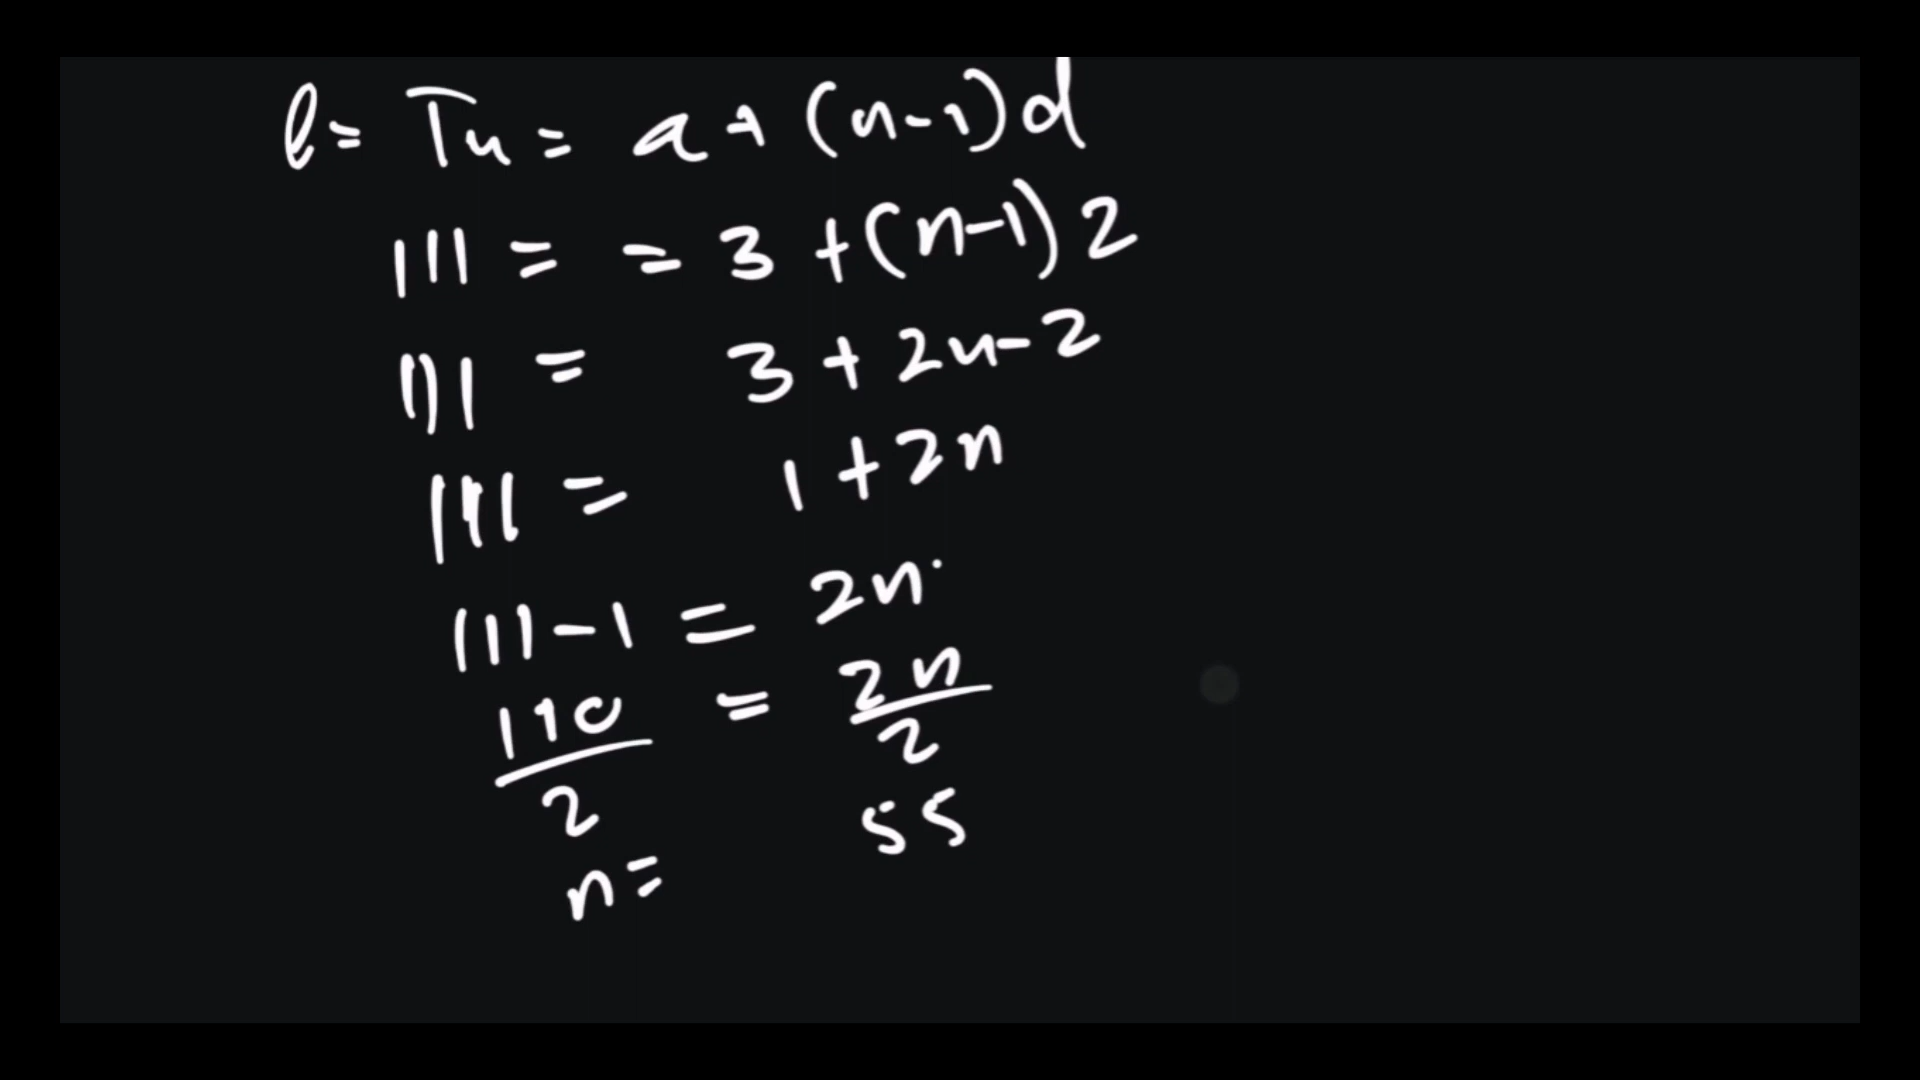 l = Tn = a + (n-1)d
111 = = 3 + (n-1) 2
111 = 3 + 2n - 2
111 = 1 + 2n
111 - 1 = 2n
110/2 = 2n/2
n = 55